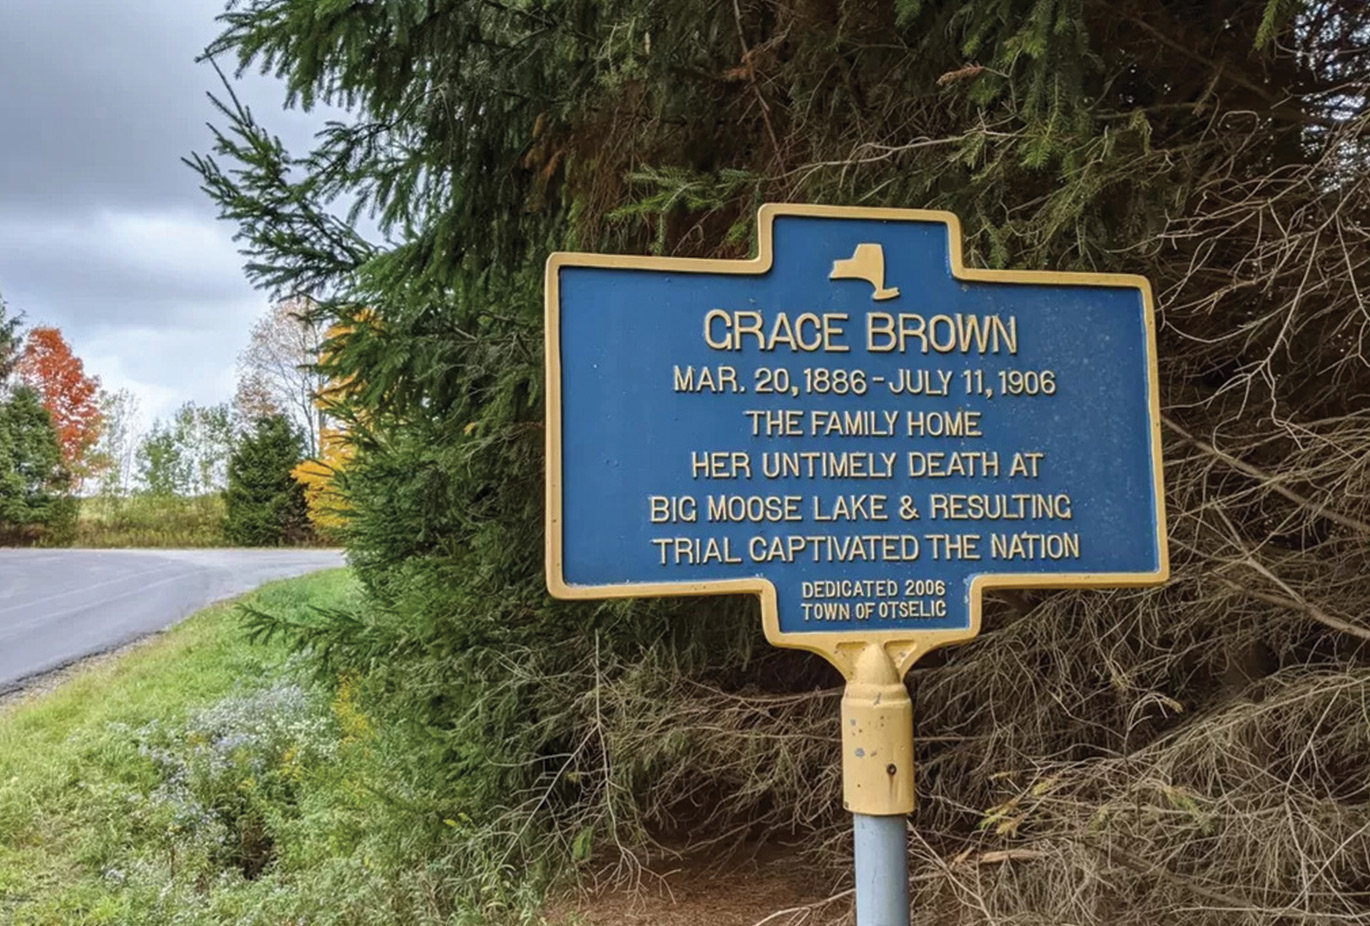 GRACE BROWN
MAR. 20, 1886 - JULY 11, 1906
THE FAMILY HOME
HER UNTIMELY DEATH AT
BIG MOOSE LAKE & RESULTING
TRIAL CAPTIVATED THE NATION
DEDICATED 2006
TOWN OF OTSELIC